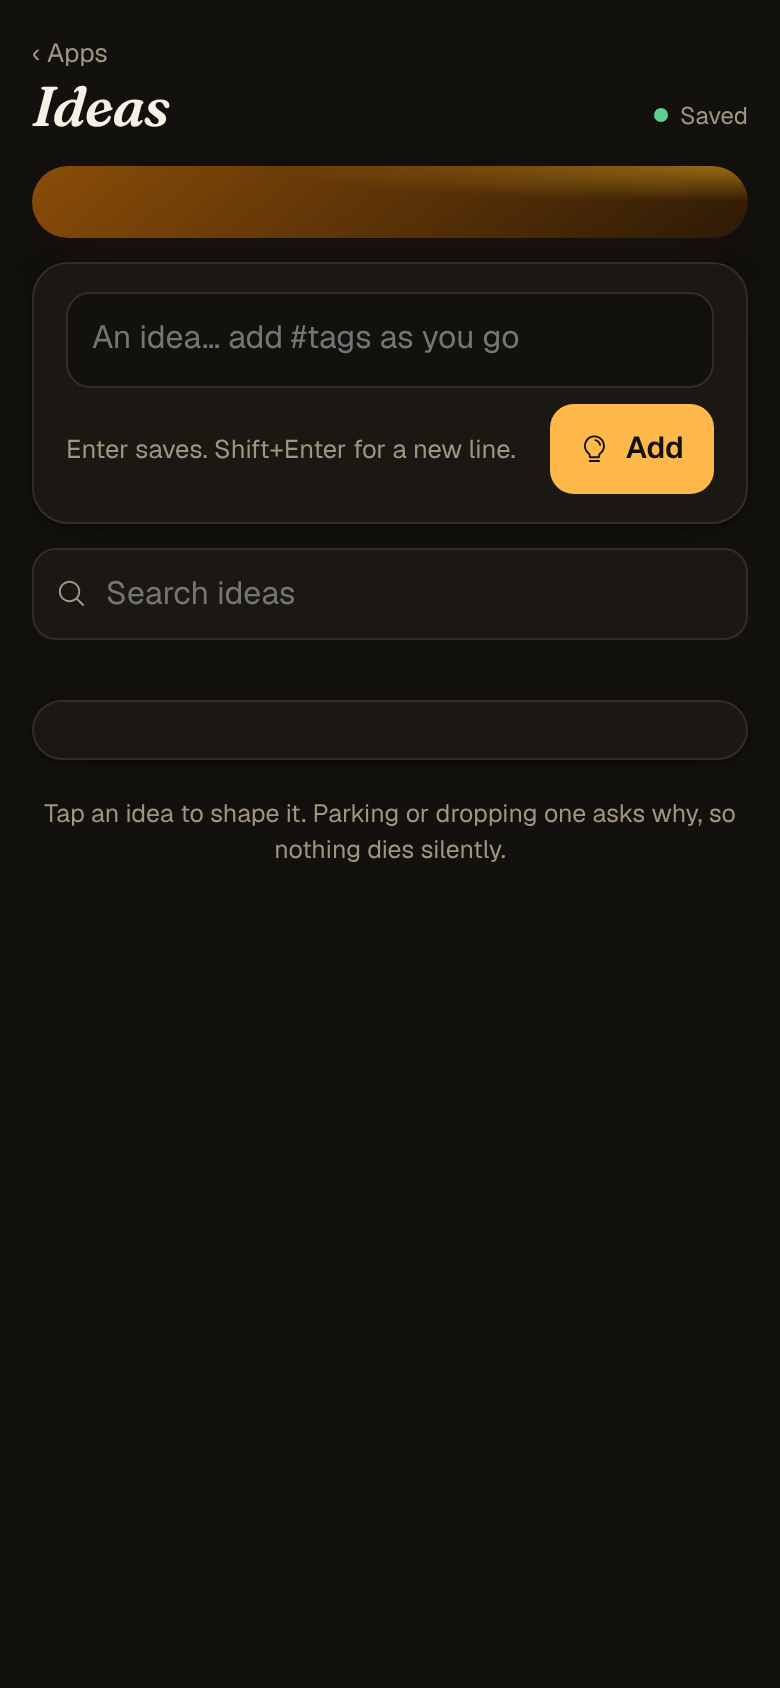 ‹ Apps
Ideas
Saved
An idea… add #tags as you go
Enter saves. Shift+Enter for a new line.
Add
Search ideas
Tap an idea to shape it. Parking or dropping one asks why, so
nothing dies silently.